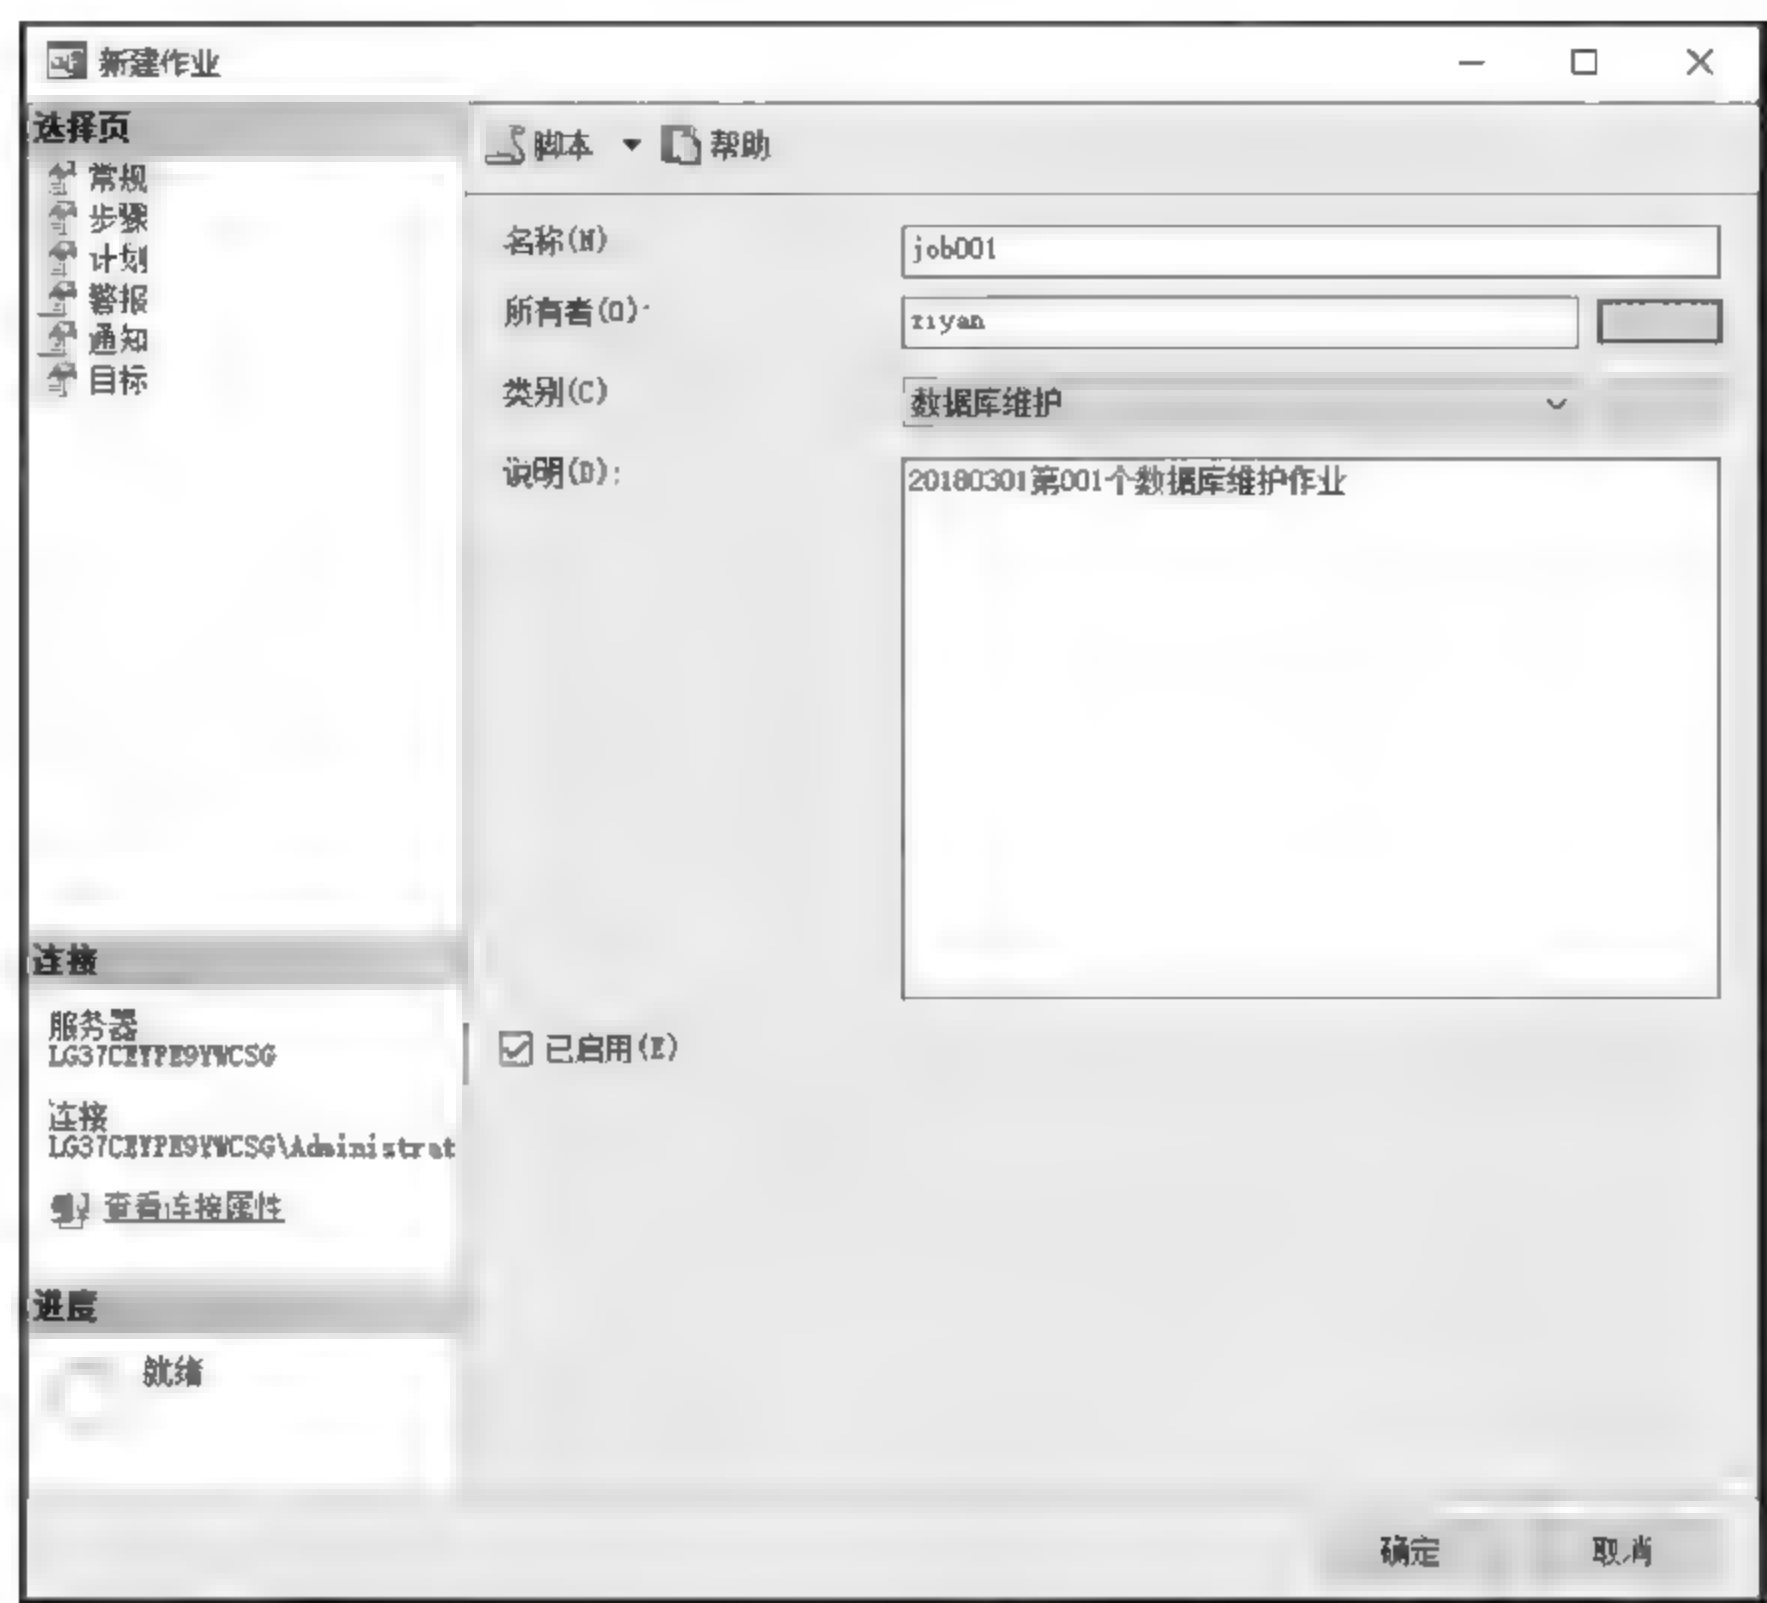 新建作业
选择页
常规
步骤
计划
警报
通知
目标
脚本 帮助
名称(N)
job001
所有者(O):
类别(C)
数据库维护
说明(D):
20180301第001个数据库维护作业
已启用(E)
连接
服务器
LG37CEYPE9YWCSG
连接
LG37CEYPE9YWCSG\Administrat
查看连接属性
进度
就绪
确定 取消